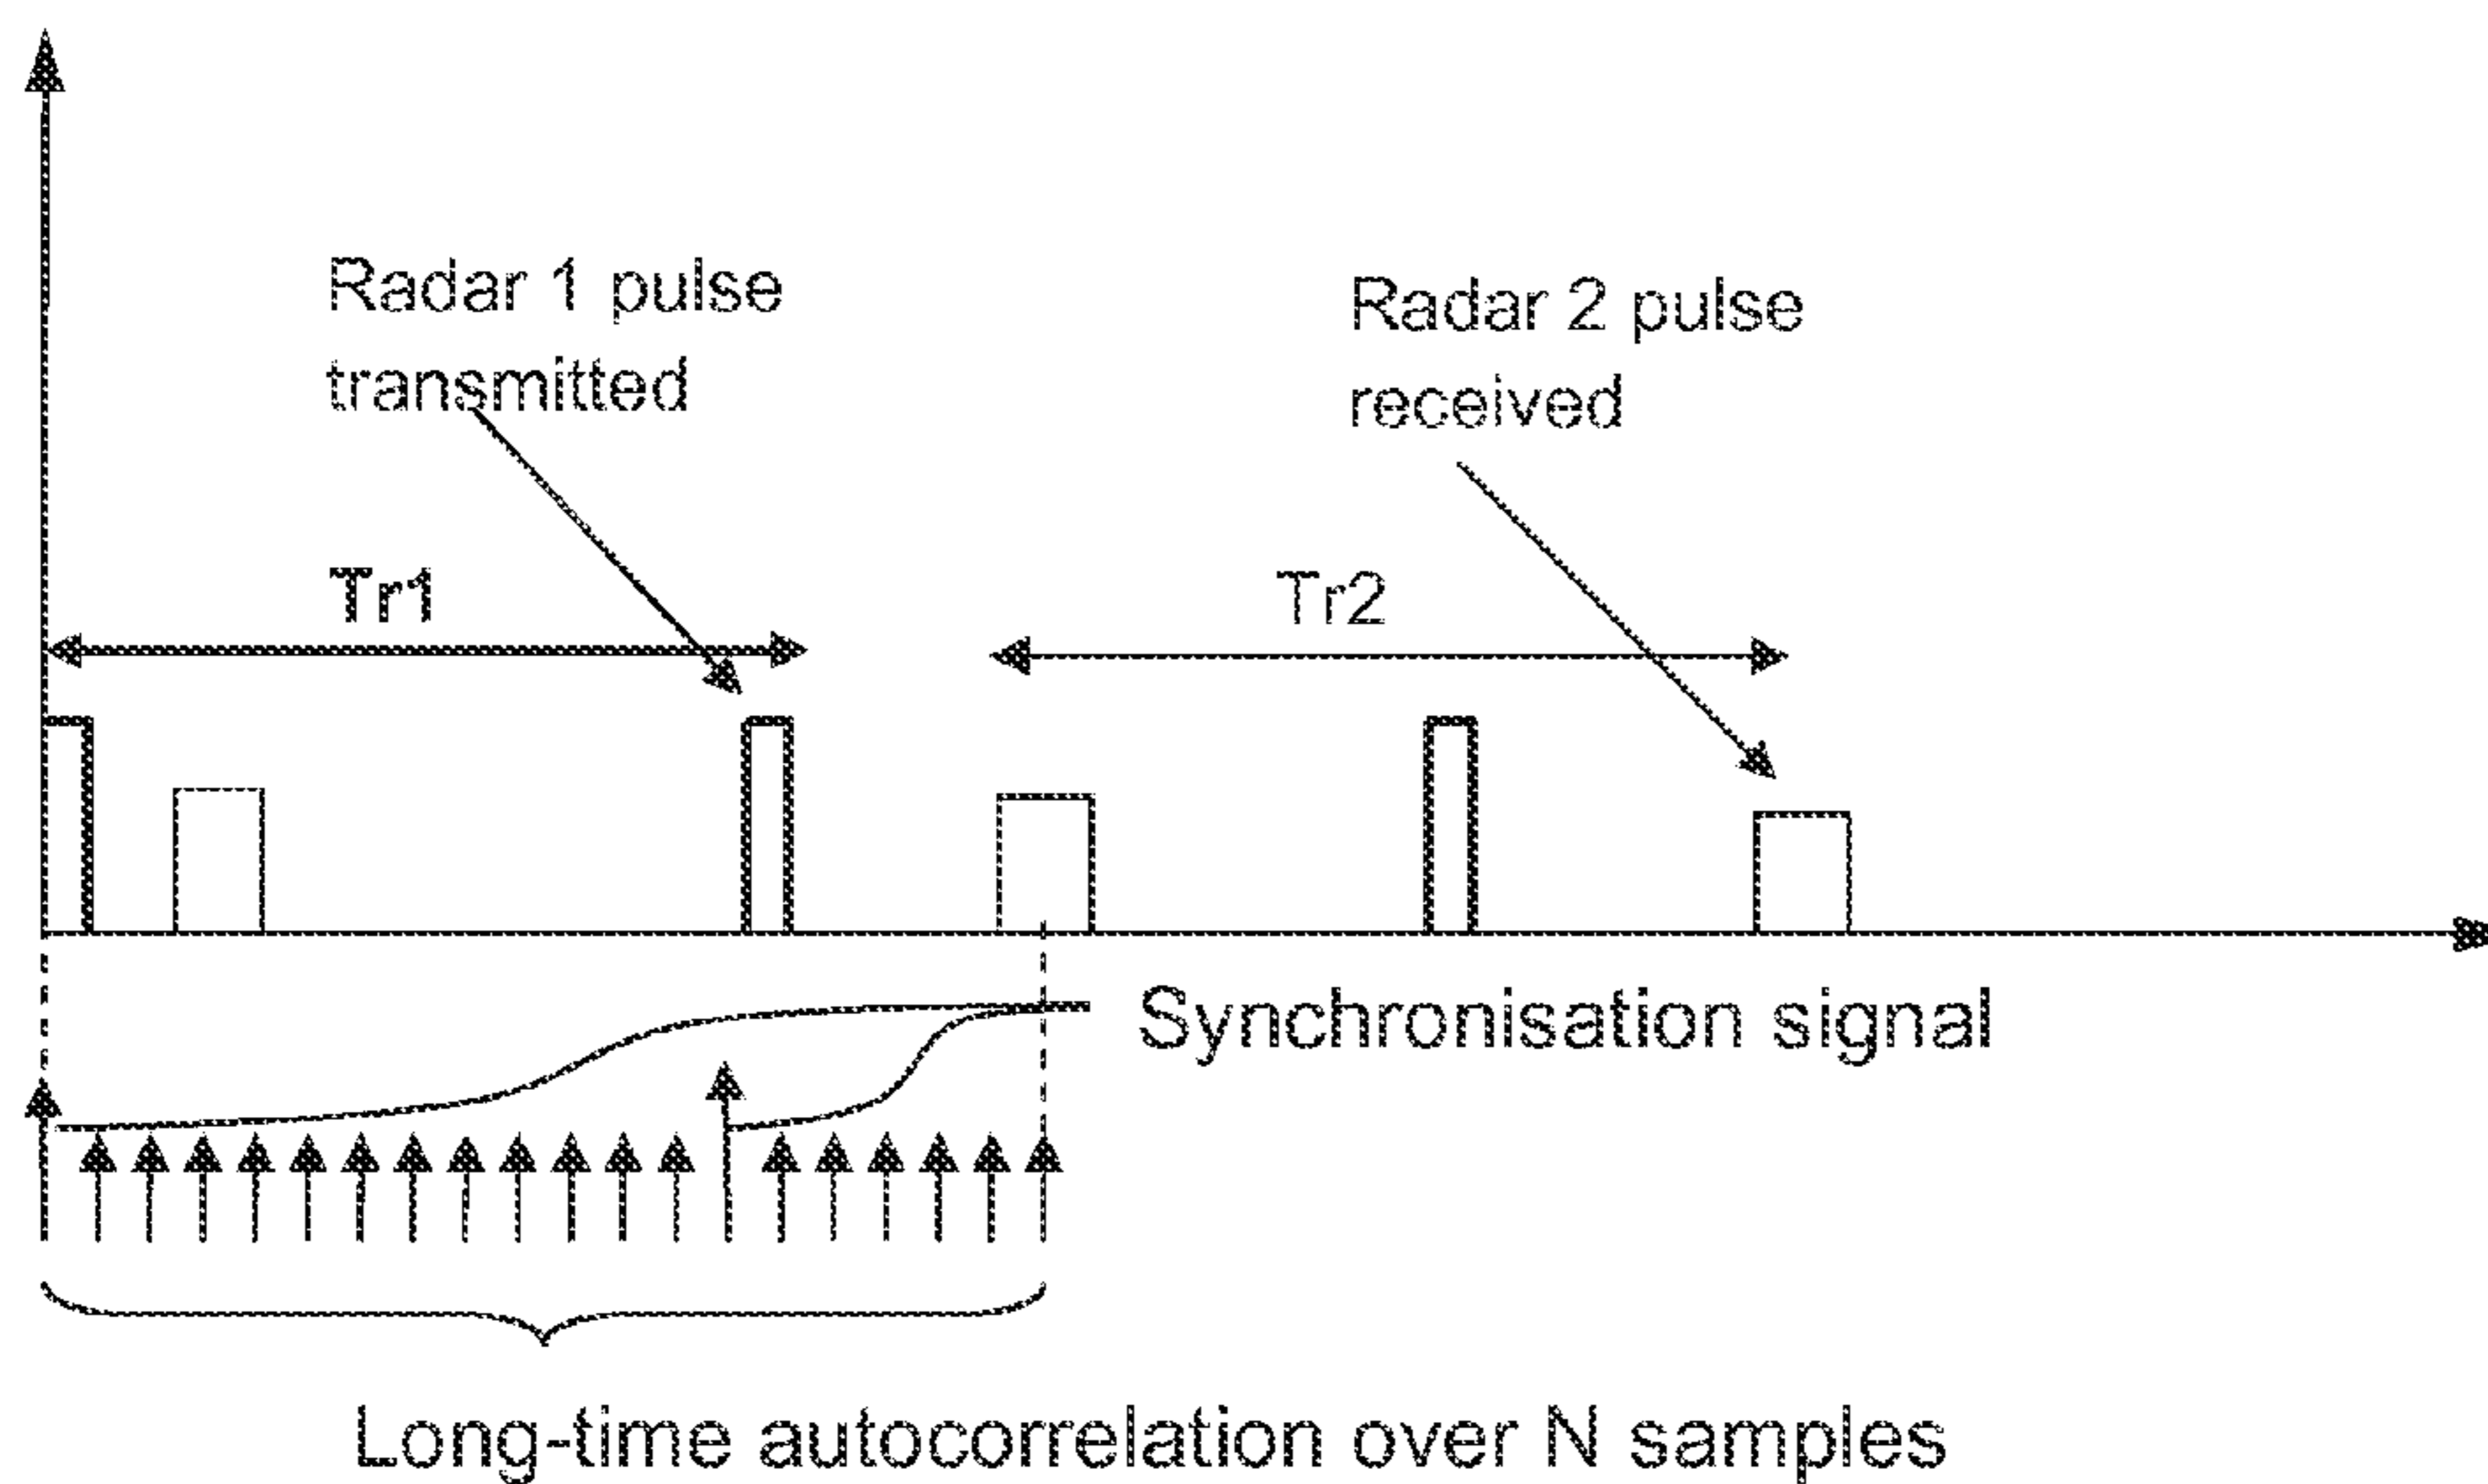 Radar 1 pulse
transmitted
Radar 2 pulse
received
Tr1
Tr2
Synchronisation signal
Long-time autocorrelation over N samples